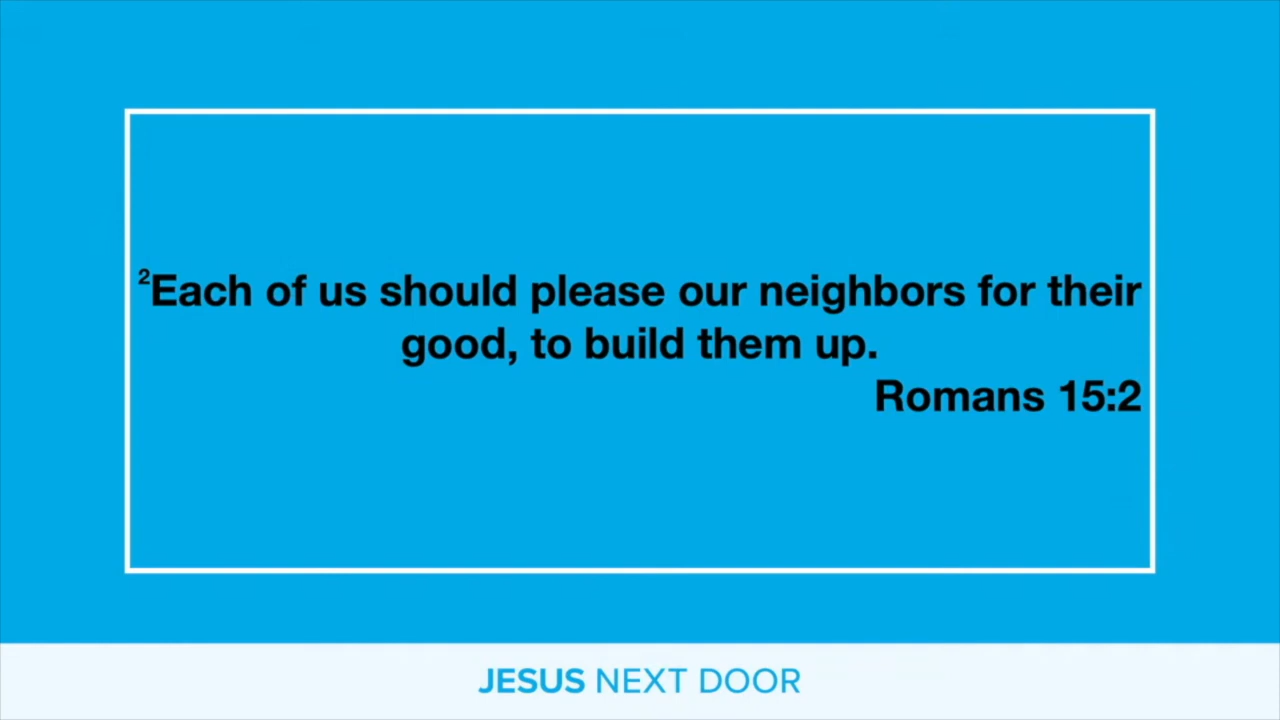 ²Each of us should please our neighbors for their
good, to build them up.
Romans 15:2
JESUS NEXT DOOR